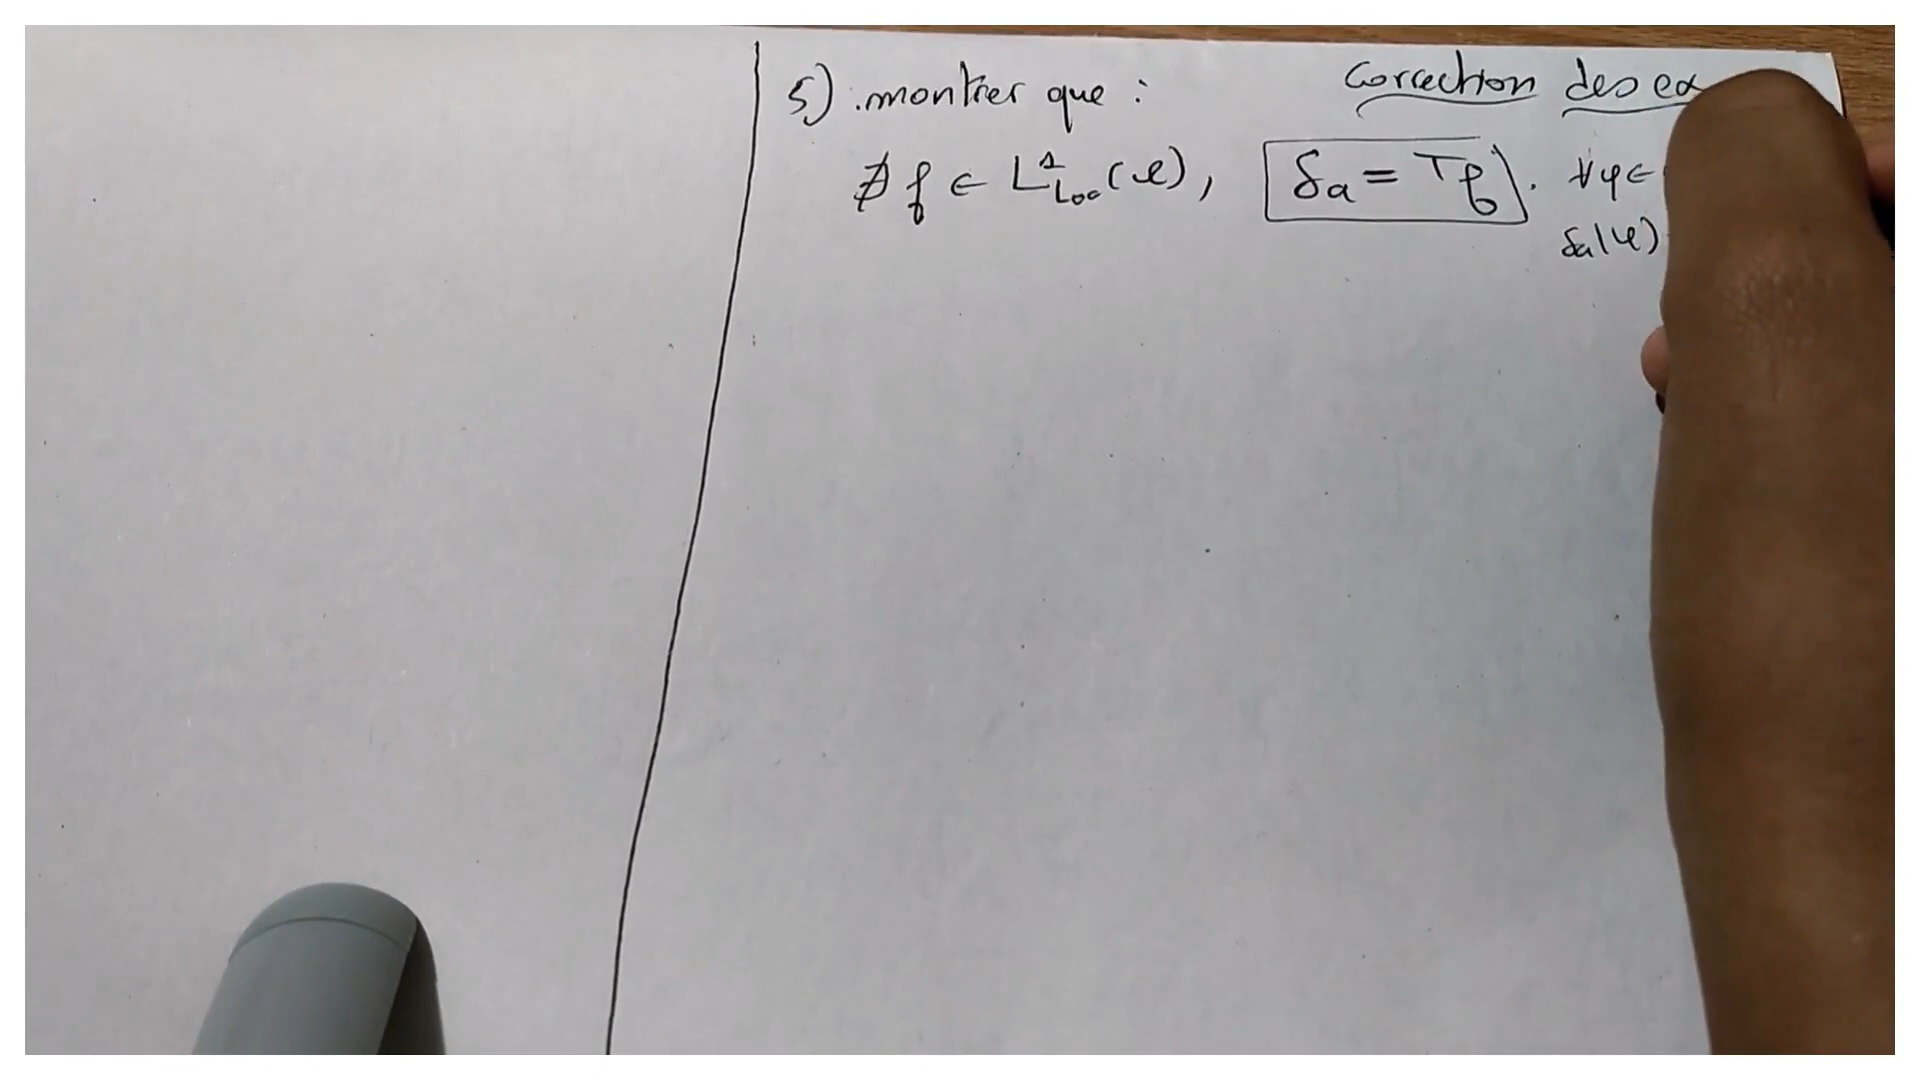 5) montrer que : Correction des ex
∄ f ∈ L¹Loc(Ω), δa = Tf. ∀φ∈
δa(φ)